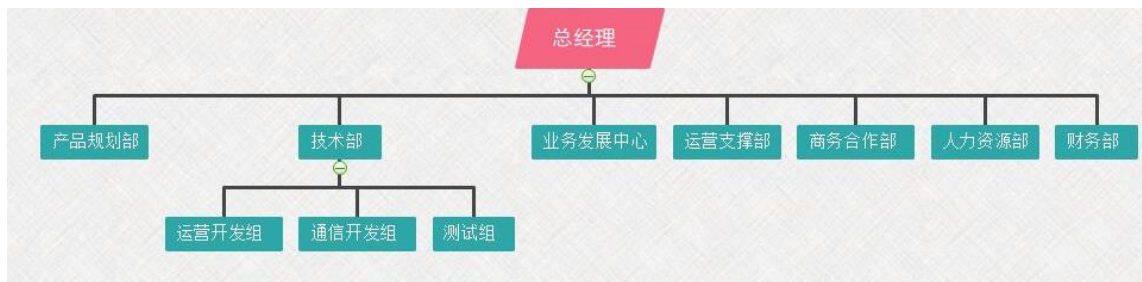 总经理
产品规划部
技术部
业务发展中心
运营支撑部
商务合作部
人力资源部
财务部
运营开发组
通信开发组
测试组